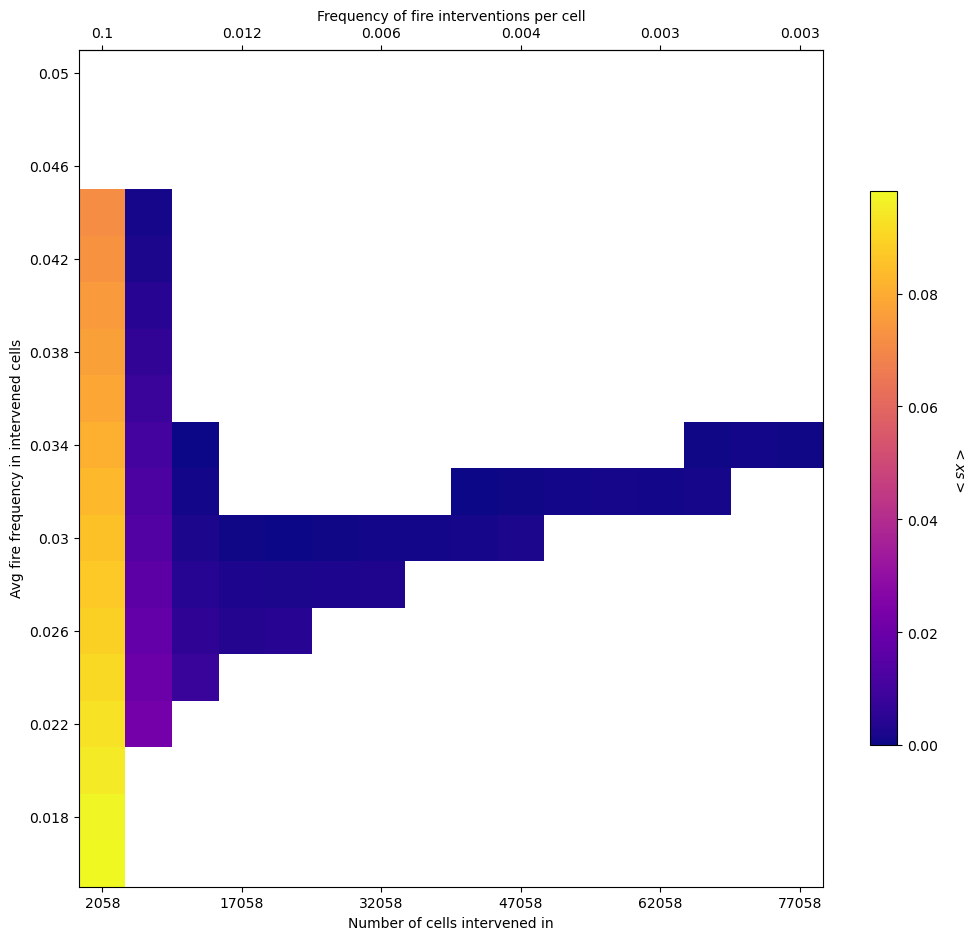 Frequency of fire interventions per cell
0.1 0.012 0.006 0.004 0.003 0.003
Avg fire frequency in intervened cells
0.05
0.046
0.042
0.038
0.034
0.03
0.026
0.022
0.018
2058 17058 32058 47058 62058 77058
Number of cells intervened in
0.08
0.06
0.04
0.02
0.00
< sx >